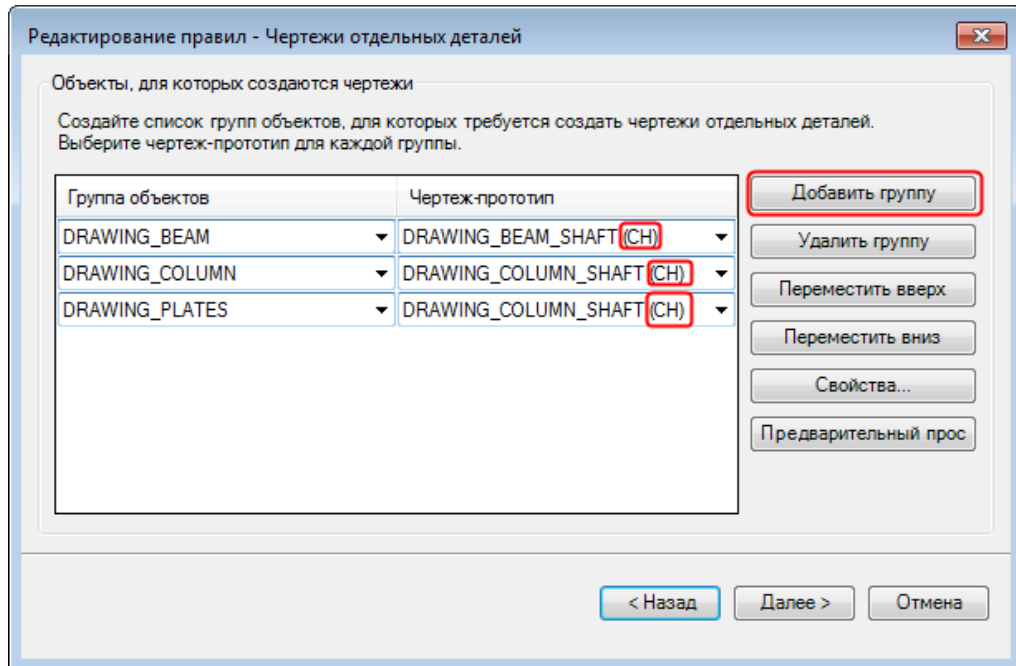 Редактирование правил - Чертежи отдельных деталей
Объекты, для которых создаются чертежи
Создайте список групп объектов, для которых требуется создать чертежи отдельных деталей.
Выберите чертеж-прототип для каждой группы.
Группа объектов Чертеж-прототип
DRAWING_BEAM DRAWING_BEAM_SHAFT (CH)
DRAWING_COLUMN DRAWING_COLUMN_SHAFT (CH)
DRAWING_PLATES DRAWING_COLUMN_SHAFT (CH)
Добавить группу
Удалить группу
Переместить вверх
Переместить вниз
Свойства...
Предварительный прос
< Назад Далее > Отмена